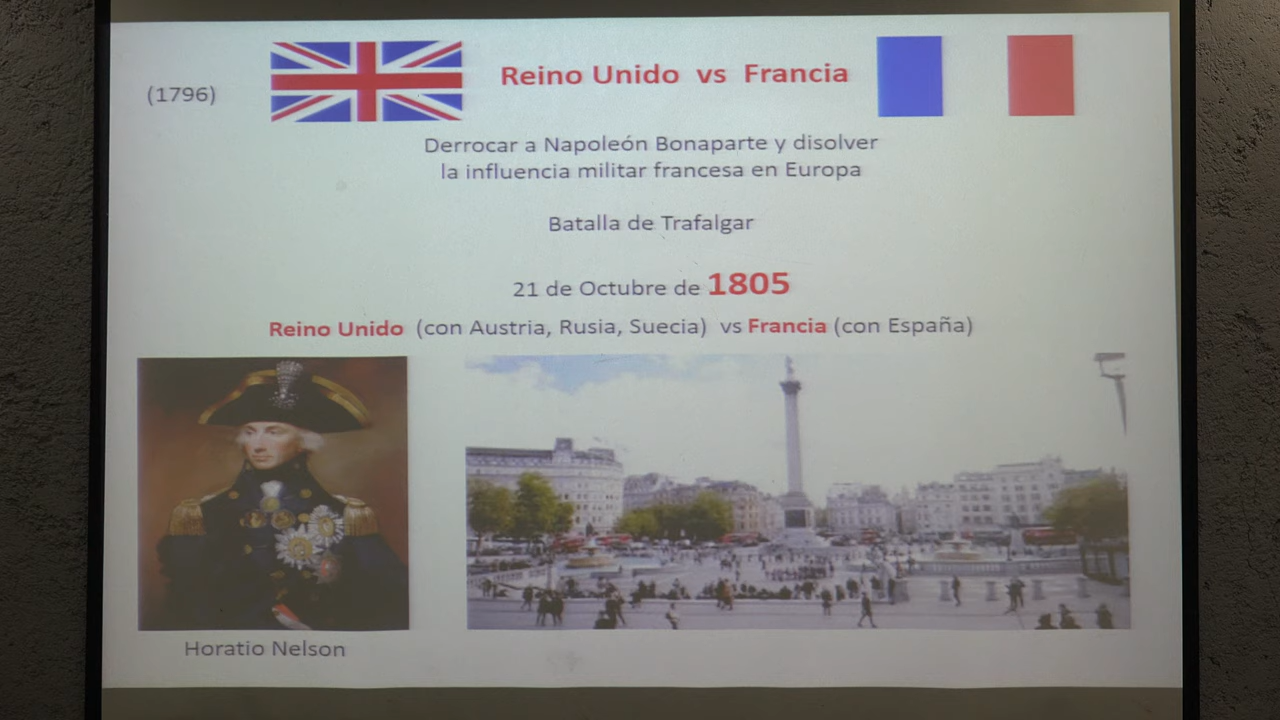 (1796)
Reino Unido vs Francia
Derrocar a Napoleón Bonaparte y disolver
la influencia militar francesa en Europa
Batalla de Trafalgar
21 de Octubre de 1805
Reino Unido (con Austria, Rusia, Suecia) vs Francia (con España)
Horatio Nelson